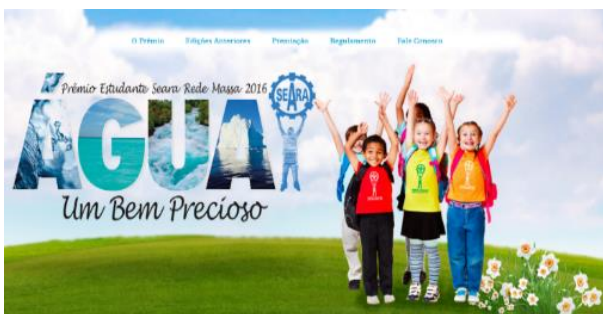 O Prêmio Edições Anteriores Premiação Regulamento Fale Conosco
Prêmio Estudante Seara Rede Massa 2016
SEARA
ÁGUA
Um Bem Precioso